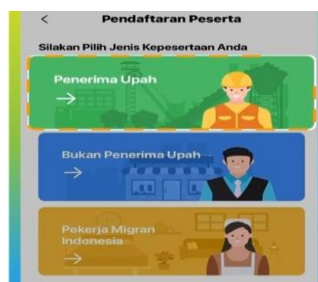 Pendaftaran Peserta
Silakan Pilih Jenis Kepesertaan Anda
Penerima Upah
Bukan Penerima Upah
Pekerja Migran
Indonesia